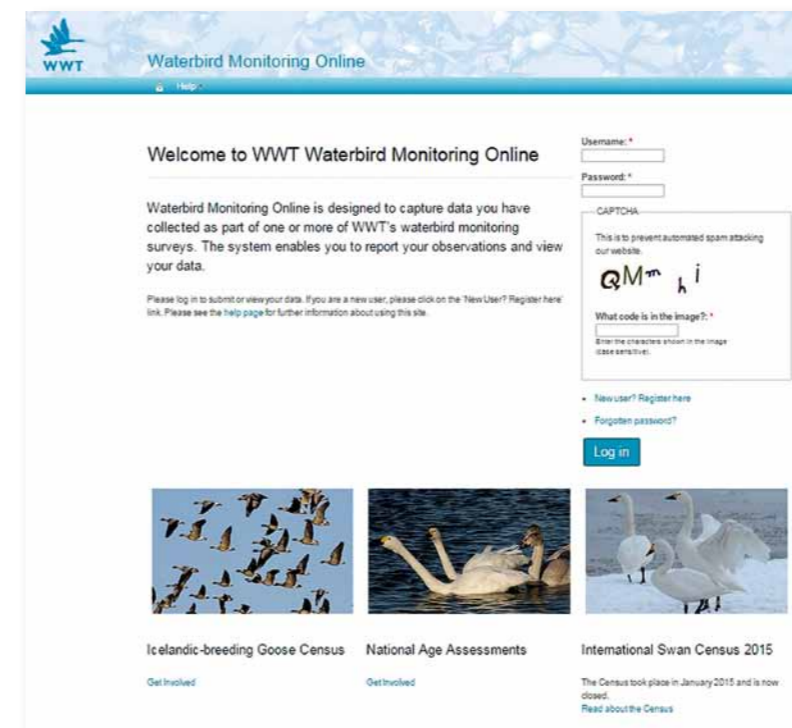 WWT
Waterbird Monitoring Online
Help
Welcome to WWT Waterbird Monitoring Online
Waterbird Monitoring Online is designed to capture data you have
collected as part of one or more of WWT's waterbird monitoring
surveys. The system enables you to report your observations and view
your data.
Please log in to submit or view your data. If you are a new user, please click on the 'New User? Register here'
link. Please see the help page for further information about using this site.
Username: *
Password: *
CAPTCHA
This is to prevent automated spam attacking
our website.
QMm hi
What code is in the image?: *
Enter the characters shown in the image
(case sensitive).
New user? Register here
Forgotten password?
Log in
Icelandic-breeding Goose Census
Get Involved
National Age Assessments
Get Involved
International Swan Census 2015
The Census took place in January 2015 and is now
closed.
Read about the Census